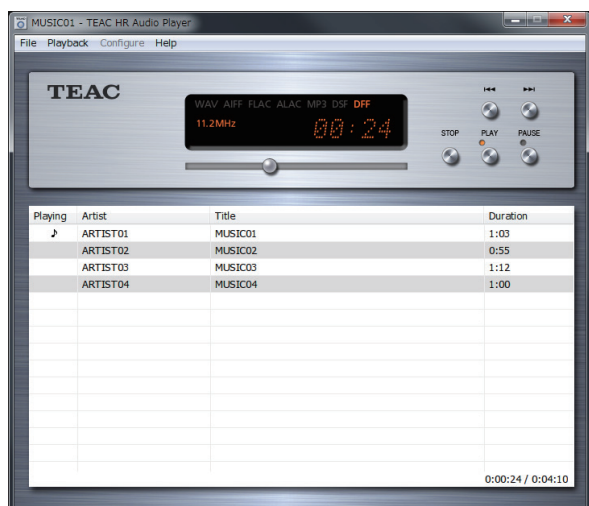 MUSIC01 - TEAC HR Audio Player
File Playback Configure Help
TEAC
WAV AIFF FLAC ALAC MP3 DSF DFF
11.2MHz
00:24
STOP PLAY PAUSE
Playing Artist Title Duration
♪ ARTIST01 MUSIC01 1:03
ARTIST02 MUSIC02 0:55
ARTIST03 MUSIC03 1:12
ARTIST04 MUSIC04 1:00
0:00:24 / 0:04:10